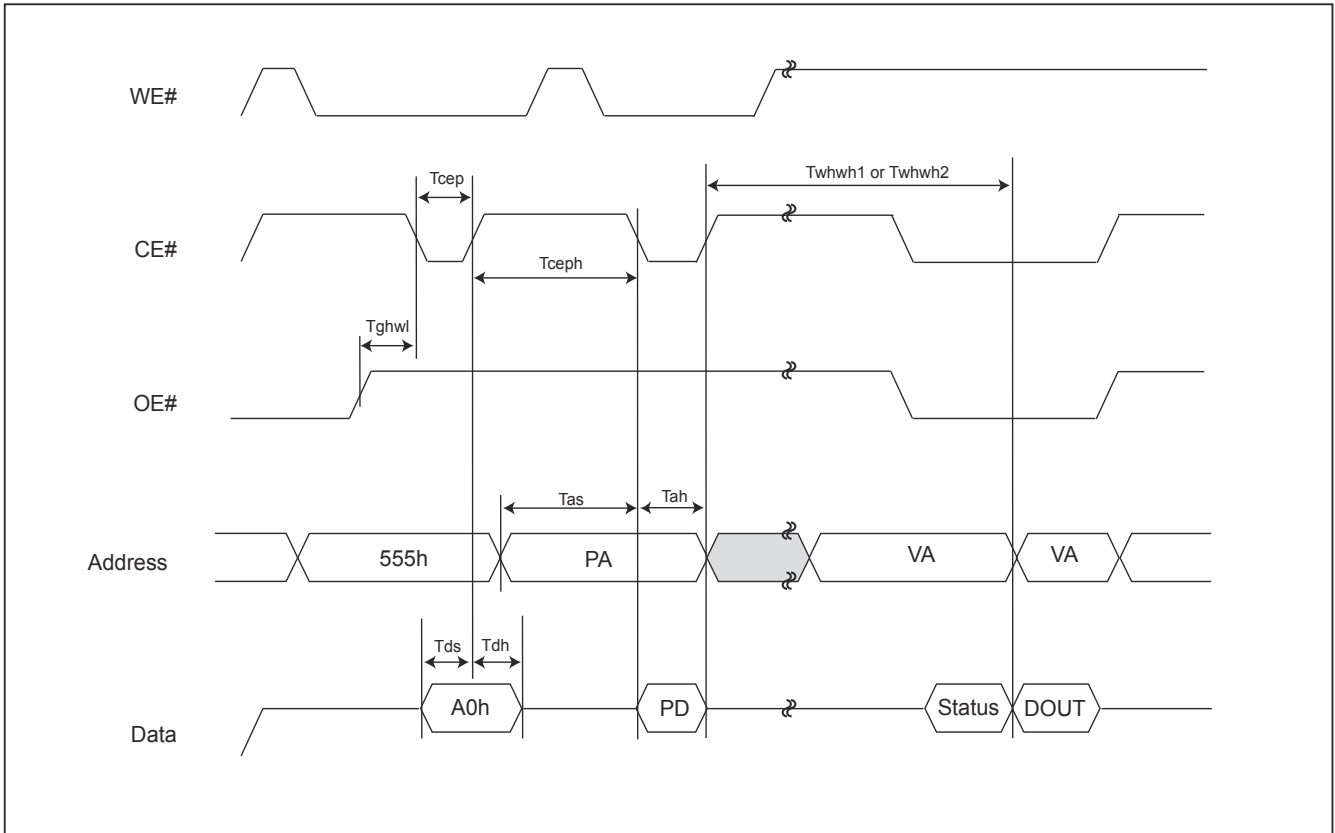 WE#
Twhwh1 or Twhwh2
Tcep
CE#
Tceph
Tghwl
OE#
Tas
Tah
Address
555h
PA
VA
VA
Tds
Tdh
Data
A0h
PD
Status
DOUT